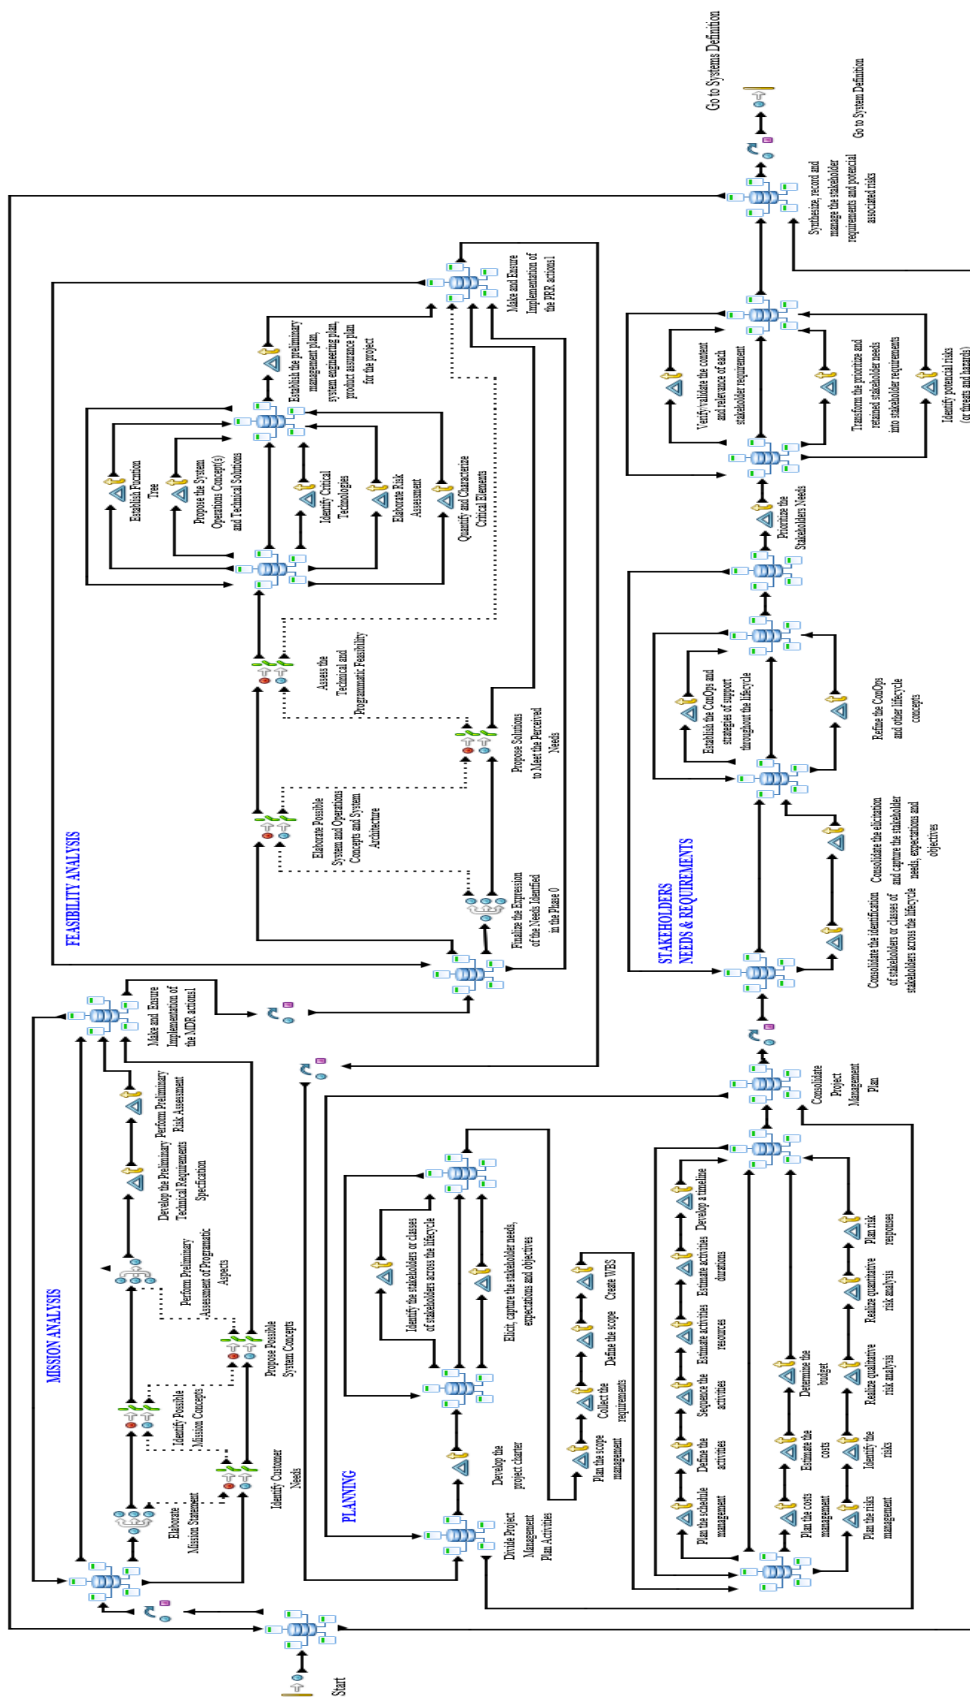 MISSION ANALYSIS
Start
Elaborate
Mission Statement
Identify Customer
Needs
Identify Possible
Mission Concepts
Propose Possible
System Concepts
Perform Preliminary
Assessment of Programatic
Aspects
Develop the Preliminary
Technical Requirements
Specification
Perform Preliminary
Risk Assessment
Make and Ensure
Implementation of
the MDR actions1
FEASIBILITY ANALYSIS
Finalize the Expression
of the Needs Identified
in the Phase 0
Elaborate Possible
System and Operations
Concepts and System
Architecture
Propose Solutions
to Meet the Perceived
Needs
Assess the
Technical and
Programmatic Feasibility
Establish Fucntion
Tree
Propose the System
Operations Concept(s)
and Technical Solutions
Identify Critical
Technologies
Elaborate Risk
Assessment
Quantify and Characterize
Critical Elements
Establish the preliminary
management plan,
system engineering plan,
product assurance plan
for the project
Make and Ensure
Implementation of
the PRR actions1
PLANNING
Divide Project
Management
Plan Activities
Develop the
project charter
Identify the stakeholders or classes
of stakeholders across the lifecycle
Elicit, capture the stakeholder needs,
expectations and objectives
Plan the scope
management
Collect the
requirements
Define the scope
Create WBS
Plan the schedule
management
Define the
activities
Sequence the
activities
Estimate activities
resources
Estimate activities
durations
Develop a timeline
Plan the costs
management
Estimate the
costs
Determine the
budget
Plan the risks
management
Identify the
risks
Realize qualitative
risk analysis
Realize quantitative
risk analysis
Plan risk
responses
Consolidate
Project
Management
Plan
STAKEHOLDERS
NEEDS & REQUIREMENTS
Consolidate the identification
of stakeholders or classes of
stakeholders across the lifecycle
Consolidate the elicitation
and capture the stakeholder
needs, expectations and
objectives
Establish the ConOps and
strategies of support
throughout the lifecycle
Refine the ConOps
and other lifecycle
concepts
Prioritize the
Stakeholders Needs
Verify/validate the content
and relevance of each
stakeholder requirement
Transform the prioritize and
retained stakeholder needs
into stakeholder requirements
Identify potencial risks
(or threats and hazards)
Synthesize, record and
manage the stakeholder
requirements and potencial
associated risks
Go to Systems Definition
Go to System Definition